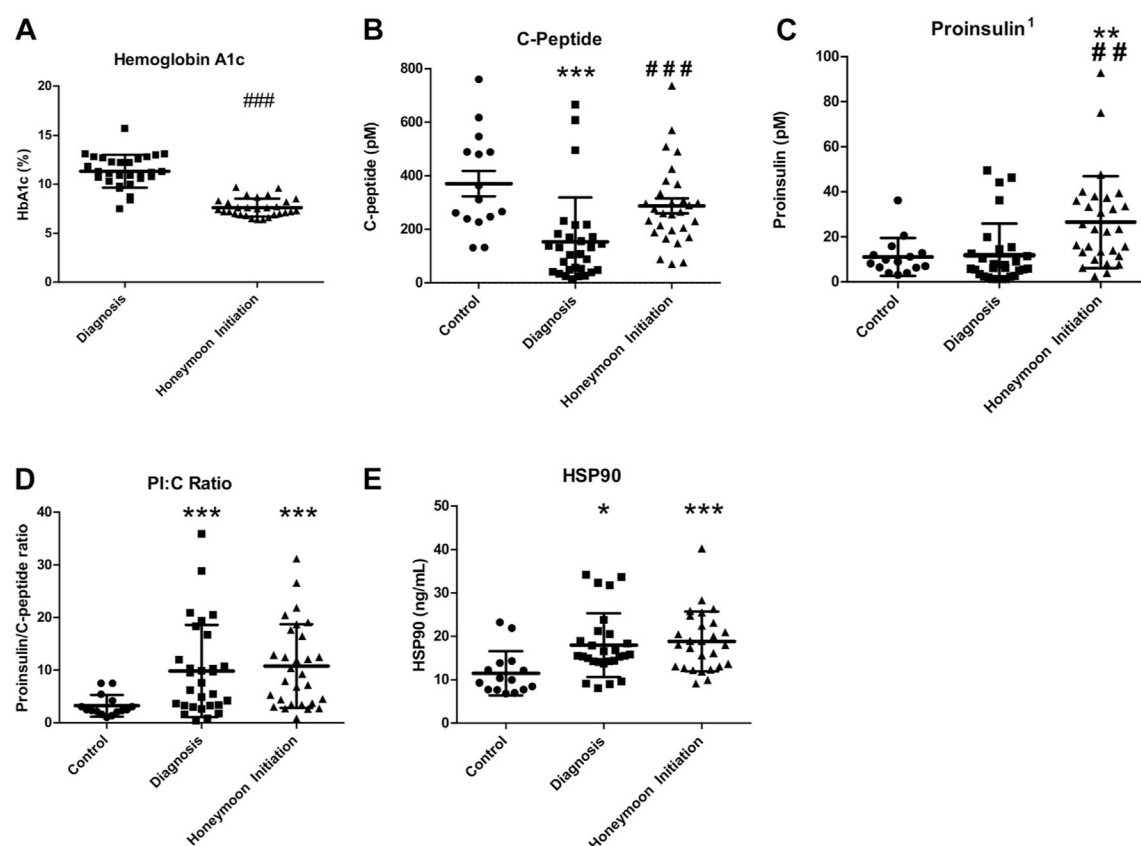 A
Hemoglobin A1c
###
HbA1c (%)
20
15
10
5
0
Diagnosis
Honeymoon Initiation
B
C-Peptide
***
###
C-peptide (pM)
800
600
400
200
0
Control
Diagnosis
Honeymoon Initiation
C
Proinsulin1
**
##
Proinsulin (pM)
100
80
60
40
20
0
Control
Diagnosis
Honeymoon Initiation
D
PI:C Ratio
***
***
Proinsulin/C-peptide ratio
40
30
20
10
0
Control
Diagnosis
Honeymoon Initiation
E
HSP90
*
***
HSP90 (ng/mL)
50
40
30
20
10
0
Control
Diagnosis
Honeymoon Initiation